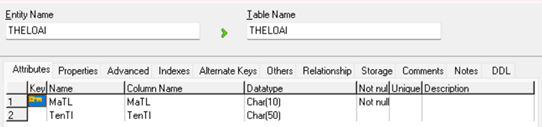 Entity Name Table Name
THELOAI THELOAI
Attributes Properties Advanced Indexes Alternate Keys Others Relationship Storage Comments Notes DDL
Key Name Column Name Datatype Not nul Unique Description
1 MaTL MaTL Char(10) Not null
2 TenTl TenTl Char(50)